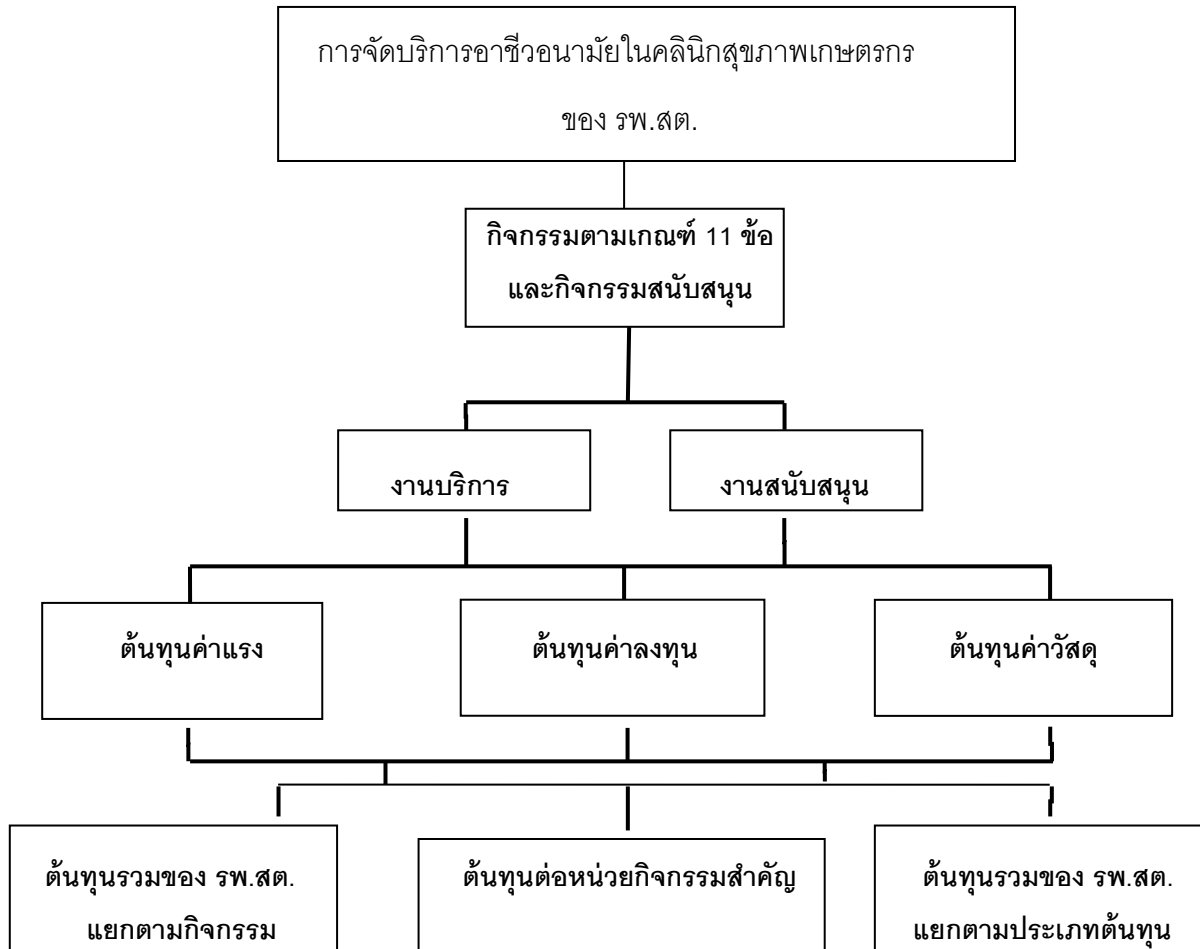 การจัดบริการอาชีวอนามัยในคลินิกสุขภาพเกษตรกร
ของ รพ.สต.
กิจกรรมตามเกณฑ์ 11 ข้อ
และกิจกรรมสนับสนุน
งานบริการ
งานสนับสนุน
ต้นทุนค่าแรง
ต้นทุนค่าลงทุน
ต้นทุนค่าวัสดุ
ต้นทุนรวมของ รพ.สต.
แยกตามกิจกรรม
ต้นทุนต่อหน่วยกิจกรรมสำคัญ
ต้นทุนรวมของ รพ.สต.
แยกตามประเภทต้นทุน